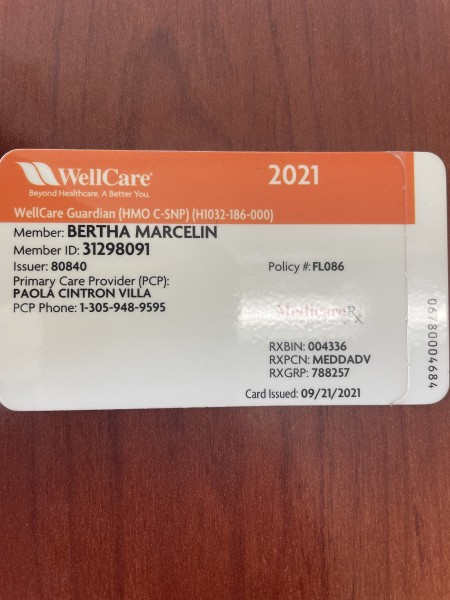 WellCare®
Beyond Healthcare. A Better You.
2021
WellCare Guardian (HMO C-SNP) (H1032-186-000)
Member: BERTHA MARCELIN
Member ID: 31298091
Issuer: 80840
Policy #: FL086
Primary Care Provider (PCP):
PAOLA CINTRON VILLA
PCP Phone: 1-305-948-9595
MedicareRx
RXBIN: 004336
RXPCN: MEDDADV
RXGRP: 788257
Card Issued: 09/21/2021
06780004684